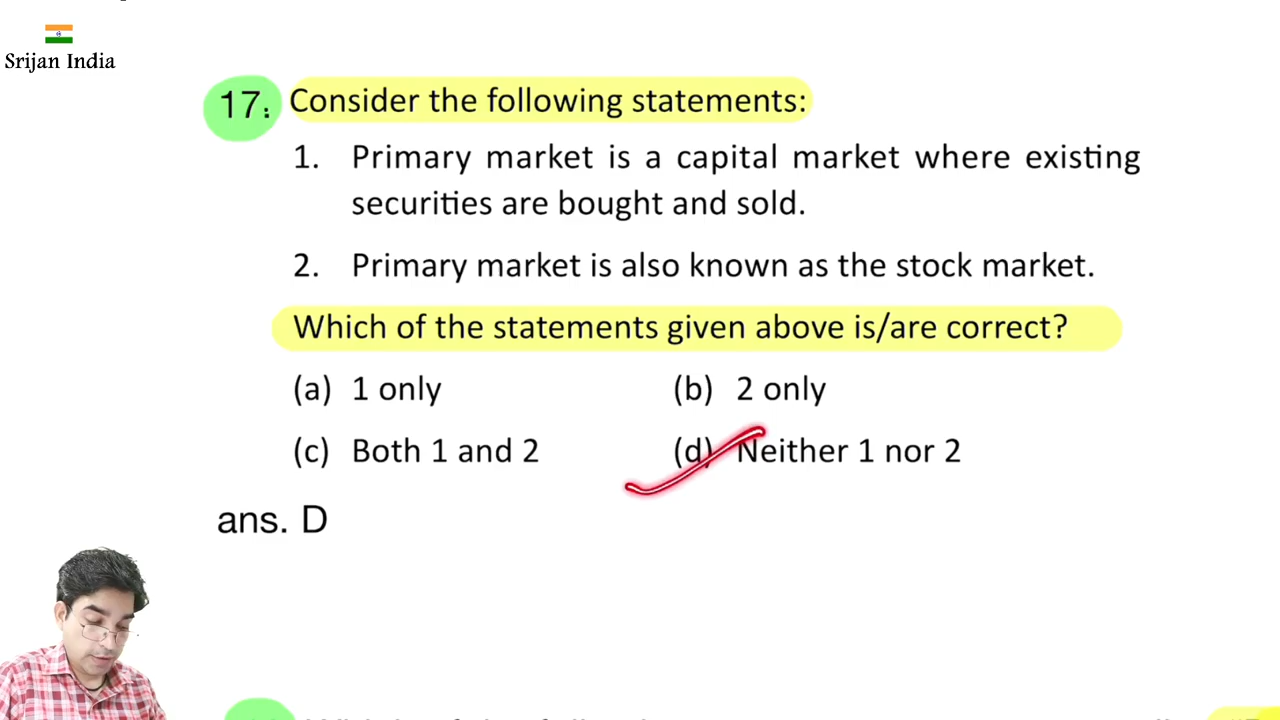 Srijan India
17. Consider the following statements:
1. Primary market is a capital market where existing
securities are bought and sold.
2. Primary market is also known as the stock market.
Which of the statements given above is/are correct?
(a) 1 only (b) 2 only
(c) Both 1 and 2 (d) Neither 1 nor 2
ans. D